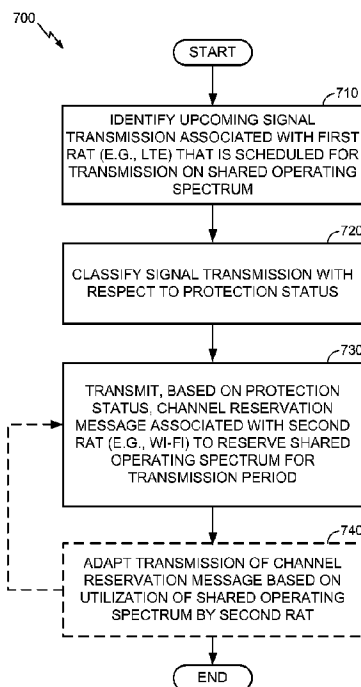 700
START
710
IDENTIFY UPCOMING SIGNAL
TRANSMISSION ASSOCIATED WITH FIRST
RAT (E.G., LTE) THAT IS SCHEDULED FOR
TRANSMISSION ON SHARED OPERATING
SPECTRUM
720
CLASSIFY SIGNAL TRANSMISSION WITH
RESPECT TO PROTECTION STATUS
730
TRANSMIT, BASED ON PROTECTION
STATUS, CHANNEL RESERVATION
MESSAGE ASSOCIATED WITH SECOND
RAT (E.G., WI-FI) TO RESERVE SHARED
OPERATING SPECTRUM FOR
TRANSMISSION PERIOD
740
ADAPT TRANSMISSION OF CHANNEL
RESERVATION MESSAGE BASED ON
UTILIZATION OF SHARED OPERATING
SPECTRUM BY SECOND RAT
END